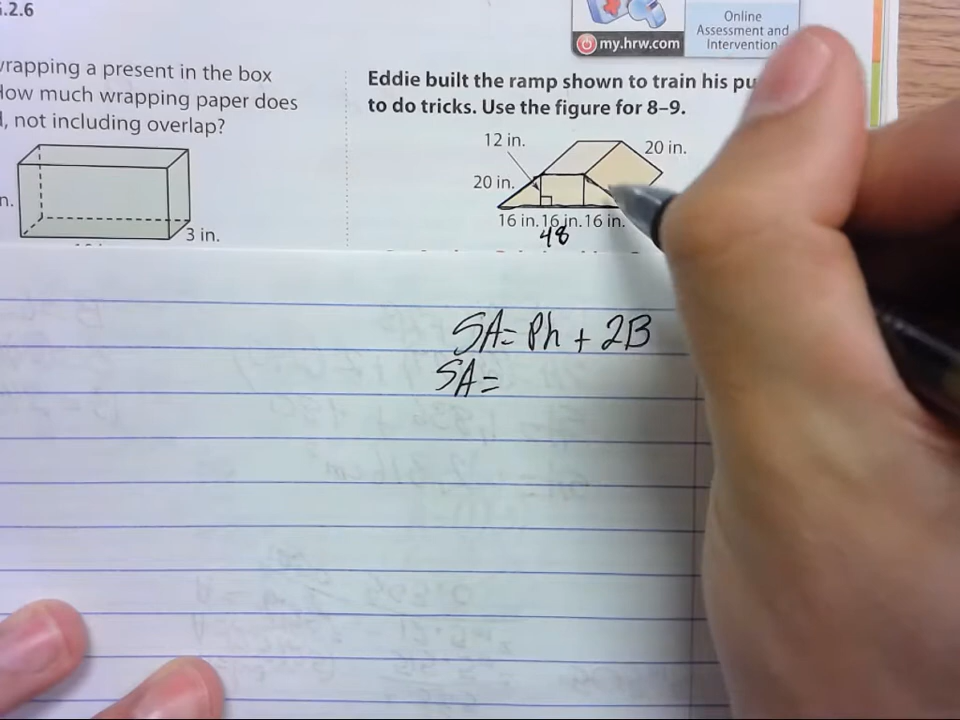 .2.6
Online
Assessment and
Intervention
my.hrw.com
wrapping a present in the box
How much wrapping paper does
, not including overlap?
n.
3 in.
Eddie built the ramp shown to train his pu
to do tricks. Use the figure for 8–9.
12 in.
20 in.
20 in.
16 in. 16 in. 16 in.
48
SA = Ph + 2B
SA =